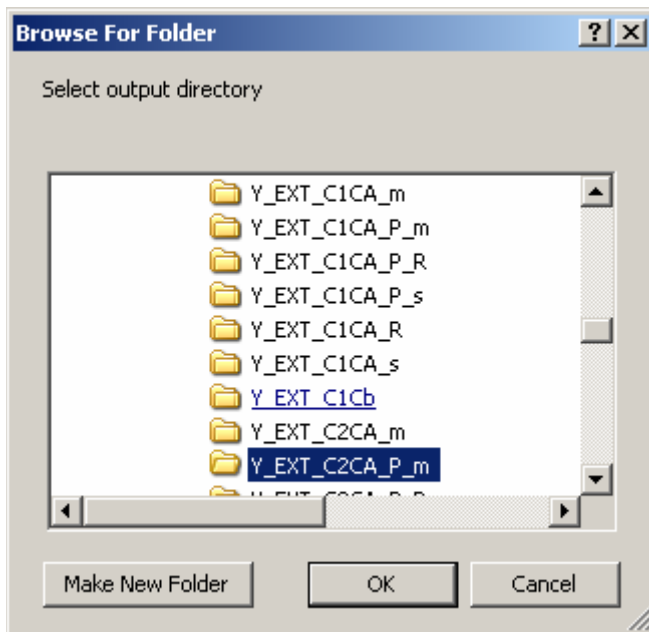 Browse For Folder
Select output directory
Y_EXT_C1CA_m
Y_EXT_C1CA_P_m
Y_EXT_C1CA_P_R
Y_EXT_C1CA_P_s
Y_EXT_C1CA_R
Y_EXT_C1CA_s
Y_EXT_C1Cb
Y_EXT_C2CA_m
Y_EXT_C2CA_P_m
Make New Folder
OK
Cancel